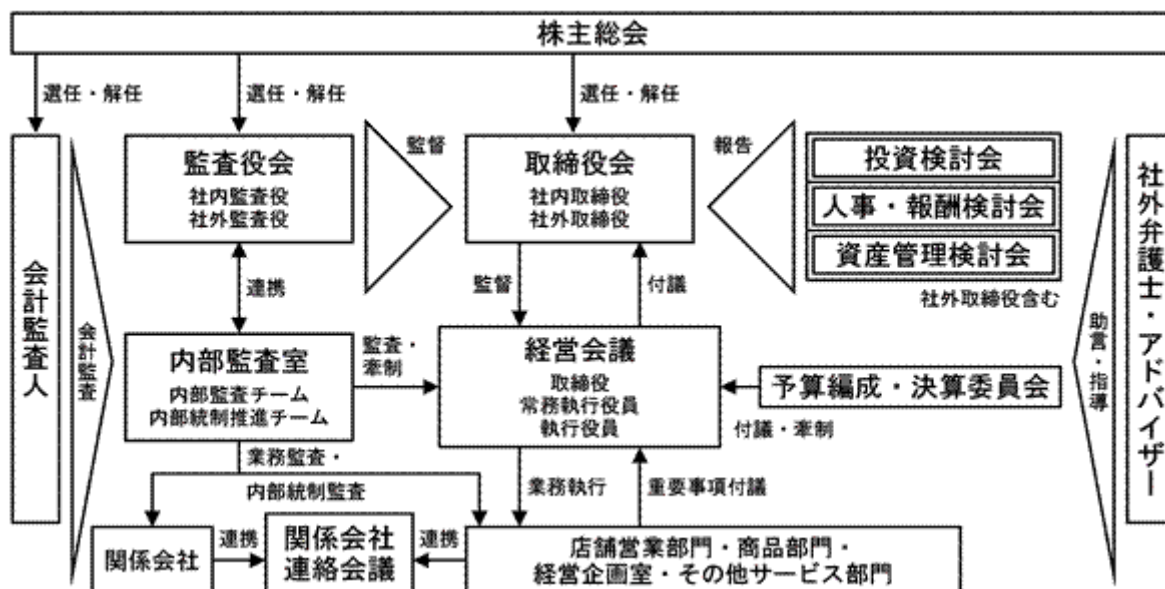 株主総会
選任・解任
選任・解任
選任・解任
会計監査人
会計監査
監査役会
社内監査役
社外監査役
監督
取締役会
社内取締役
社外取締役
報告
投資検討会
人事・報酬検討会
資産管理検討会
社外取締役含む
社外弁護士・アドバイザー
助言・指導
連携
監督
付議
内部監査室
内部監査チーム
内部統制推進チーム
監査・
牽制
経営会議
取締役
常務執行役員
執行役員
予算編成・決算委員会
付議・牽制
業務監査・
内部統制監査
業務執行
重要事項付議
関係会社
連携
関係会社
連絡会議
連携
店舗営業部門・商品部門・
経営企画室・その他サービス部門